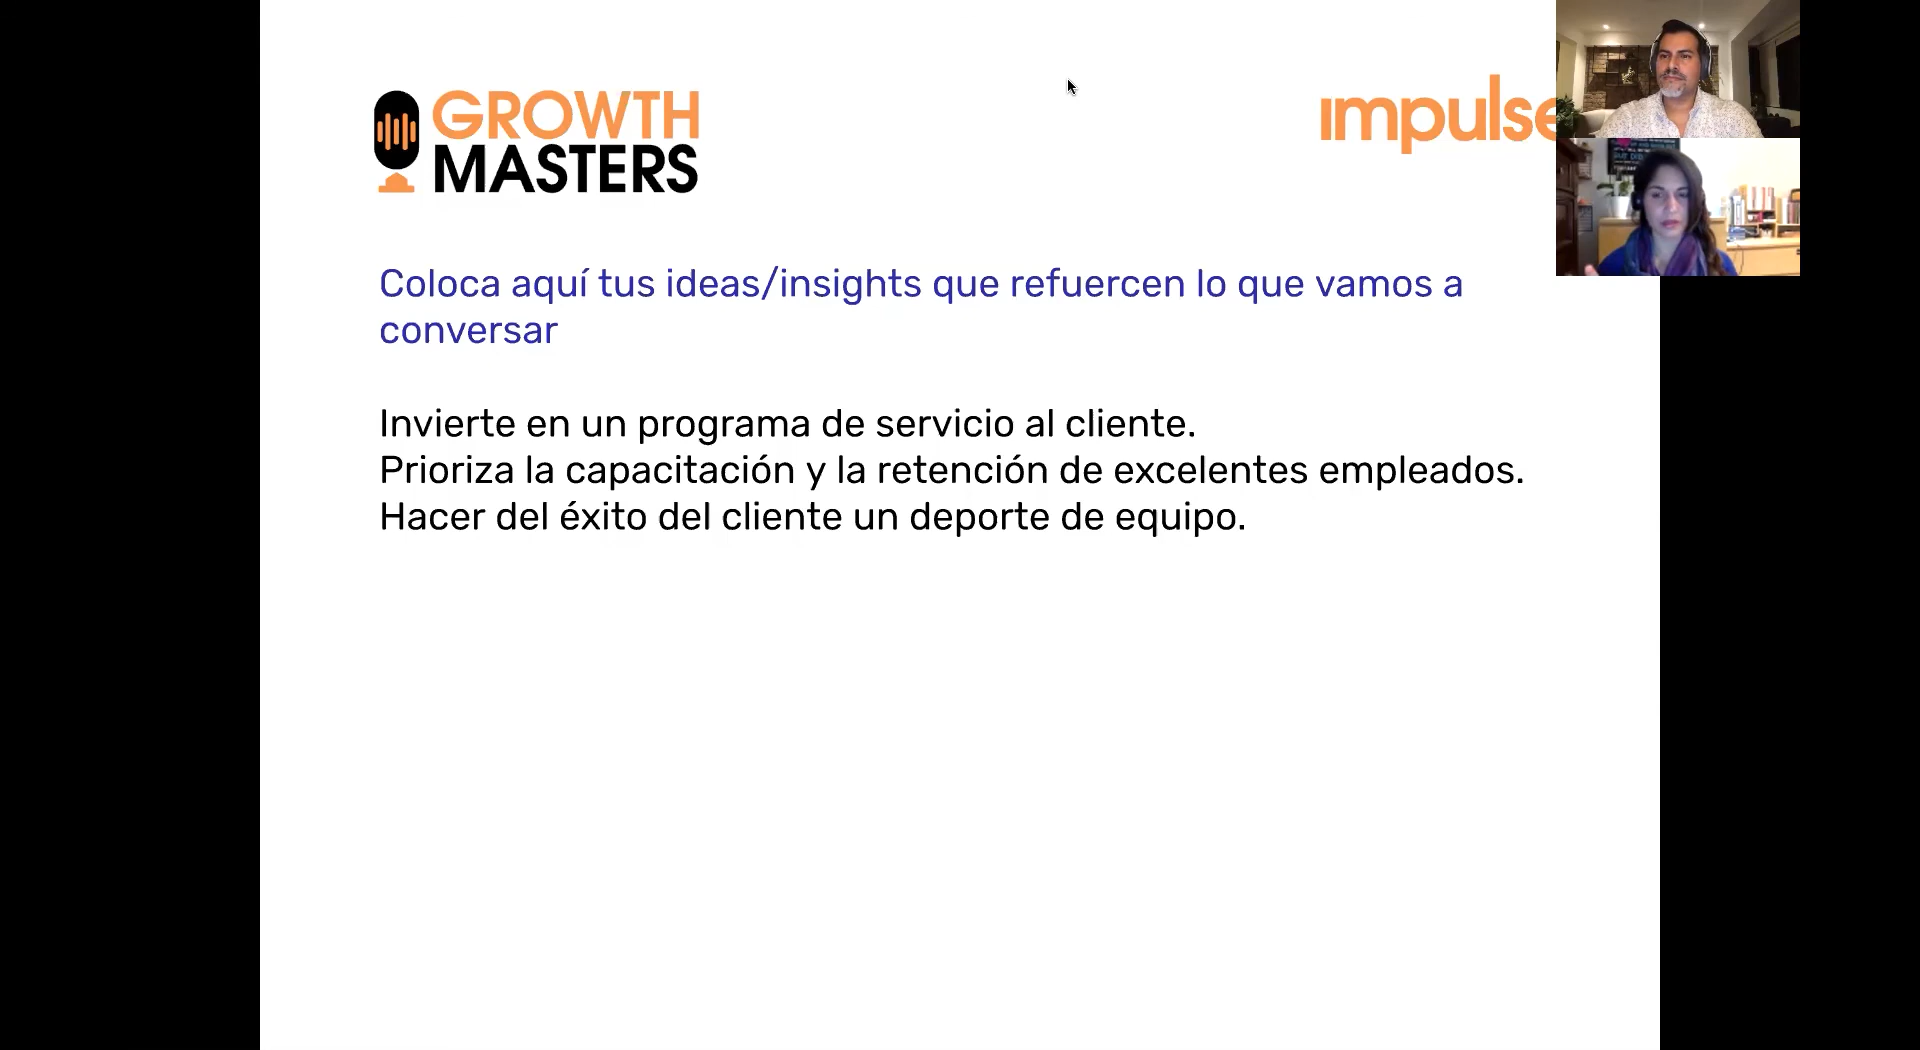 GROWTH
MASTERS
impulse
Coloca aquí tus ideas/insights que refuercen lo que vamos a
conversar
Invierte en un programa de servicio al cliente.
Prioriza la capacitación y la retención de excelentes empleados.
Hacer del éxito del cliente un deporte de equipo.